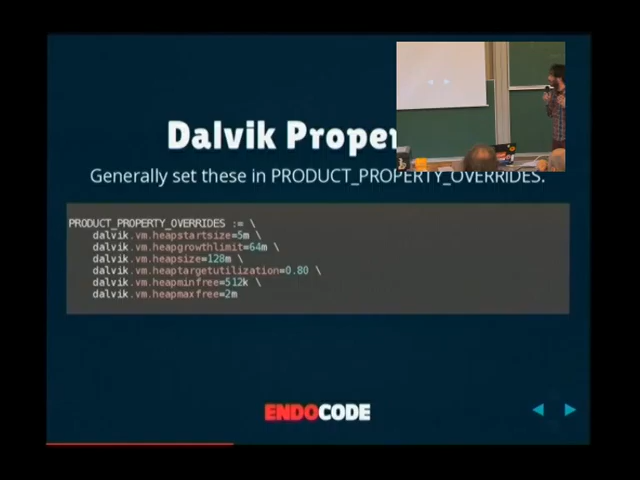 Dalvik Proper
Generally set these in PRODUCT_PROPERTY_OVERRIDES.
PRODUCT_PROPERTY_OVERRIDES := \
dalvik.vm.heapstartsize=5m \
dalvik.vm.heapgrowthlimit=64m \
dalvik.vm.heapsize=128m \
dalvik.vm.heaptargetutilization=0.80 \
dalvik.vm.heapminfree=512k \
dalvik.vm.heapmaxfree=2m
ENDOCODE